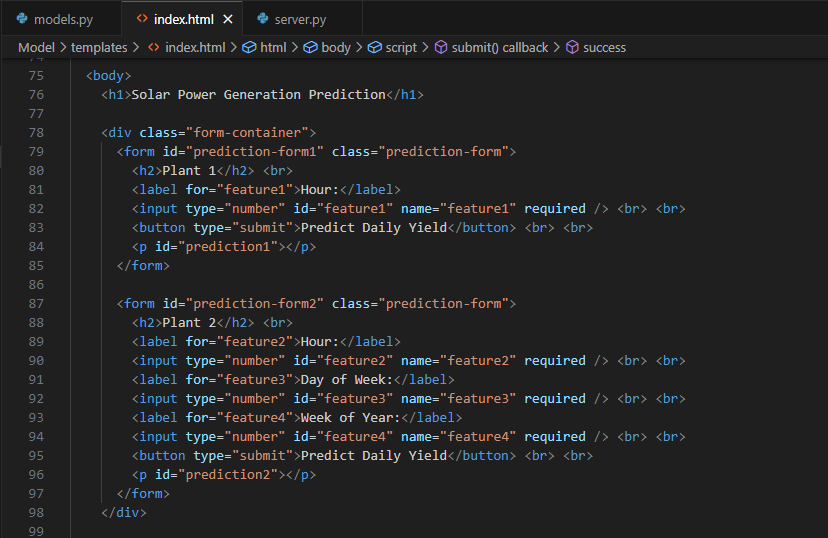 models.py index.html server.py
Model > templates > index.html > html > body > script > submit() callback > success
74
75 <body>
76 <h1>Solar Power Generation Prediction</h1>
77
78 <div class="form-container">
79 <form id="prediction-form1" class="prediction-form">
80 <h2>Plant 1</h2> <br>
81 <label for="feature1">Hour:</label>
82 <input type="number" id="feature1" name="feature1" required /> <br> <br>
83 <button type="submit">Predict Daily Yield</button> <br> <br>
84 <p id="prediction1"></p>
85 </form>
86
87 <form id="prediction-form2" class="prediction-form">
88 <h2>Plant 2</h2> <br>
89 <label for="feature2">Hour:</label>
90 <input type="number" id="feature2" name="feature2" required /> <br> <br>
91 <label for="feature3">Day of Week:</label>
92 <input type="number" id="feature3" name="feature3" required /> <br> <br>
93 <label for="feature4">Week of Year:</label>
94 <input type="number" id="feature4" name="feature4" required /> <br> <br>
95 <button type="submit">Predict Daily Yield</button> <br> <br>
96 <p id="prediction2"></p>
97 </form>
98 </div>
99